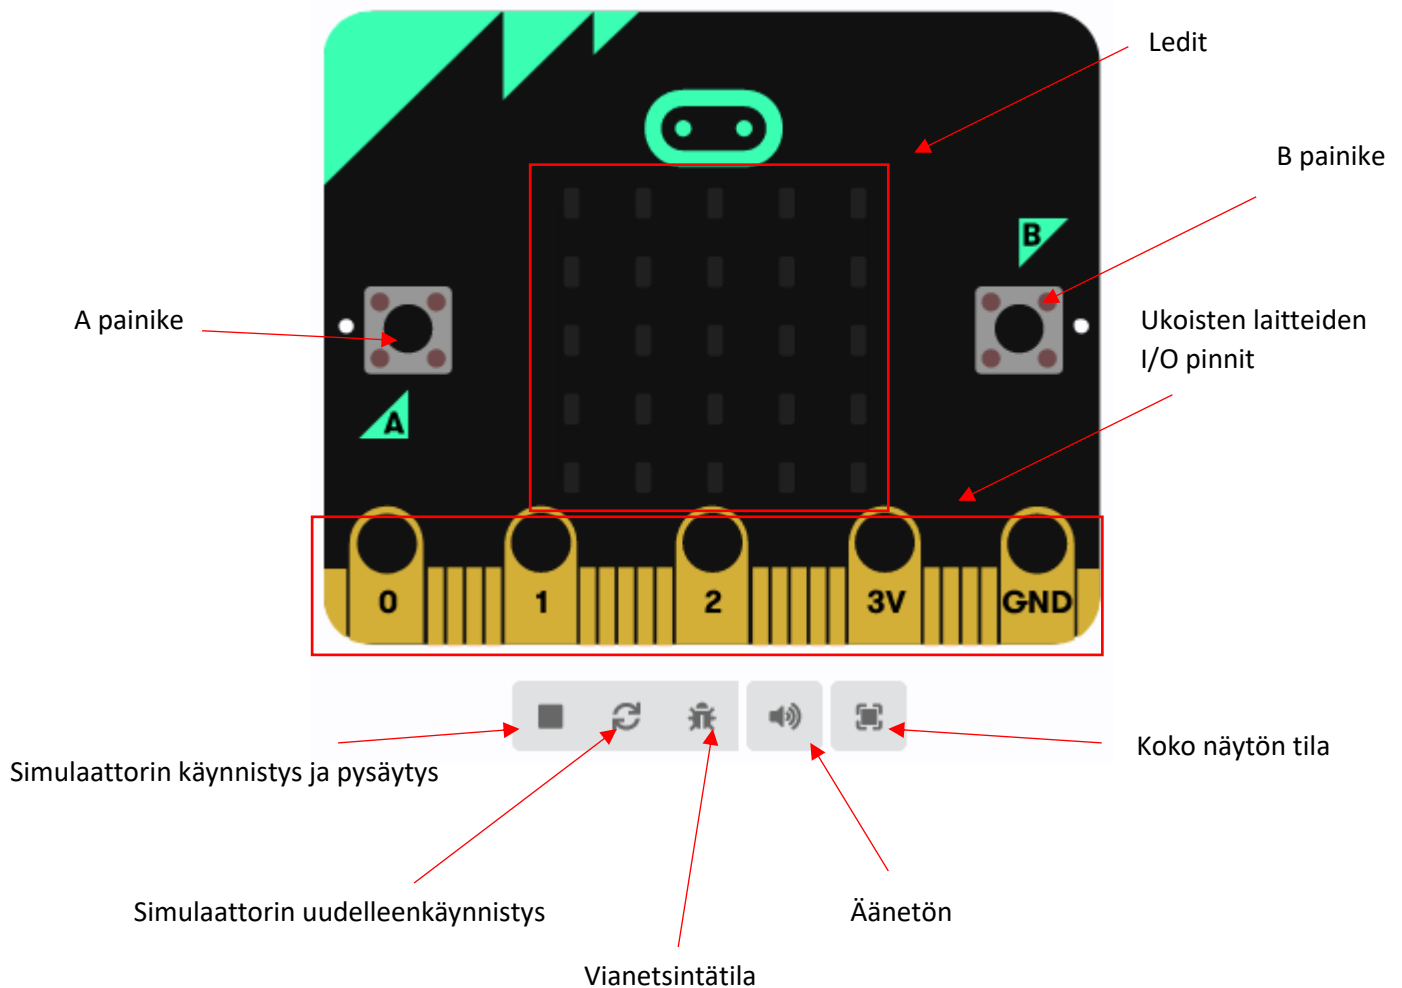 Ledit
B painike
B
A painike
Ukoisten laitteiden
I/O pinnit
A
0
1
2
3V
GND
Koko näytön tila
Simulaattorin käynnistys ja pysäytys
Simulaattorin uudelleenkäynnistys
Äänetön
Vianetsintätila